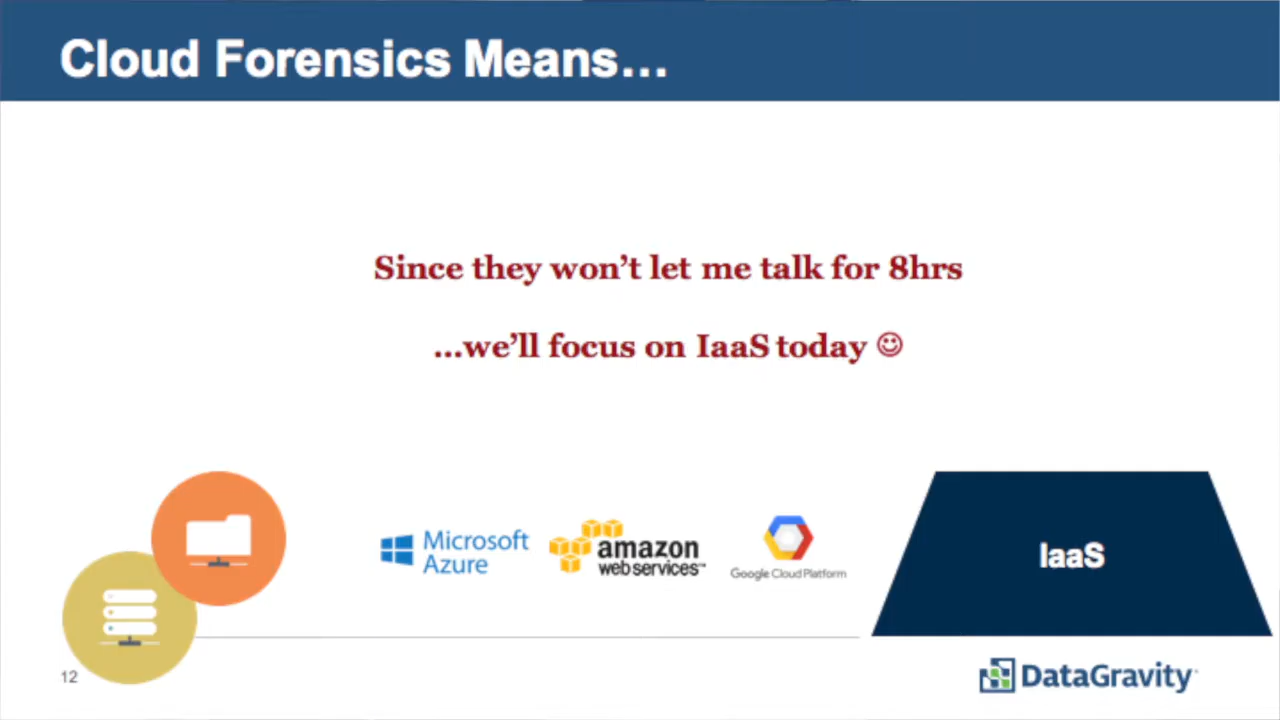 Cloud Forensics Means…
Since they won’t let me talk for 8hrs
…we’ll focus on IaaS today ☺
Microsoft
Azure
amazon
web services™
Google Cloud Platform
IaaS
12
DataGravity